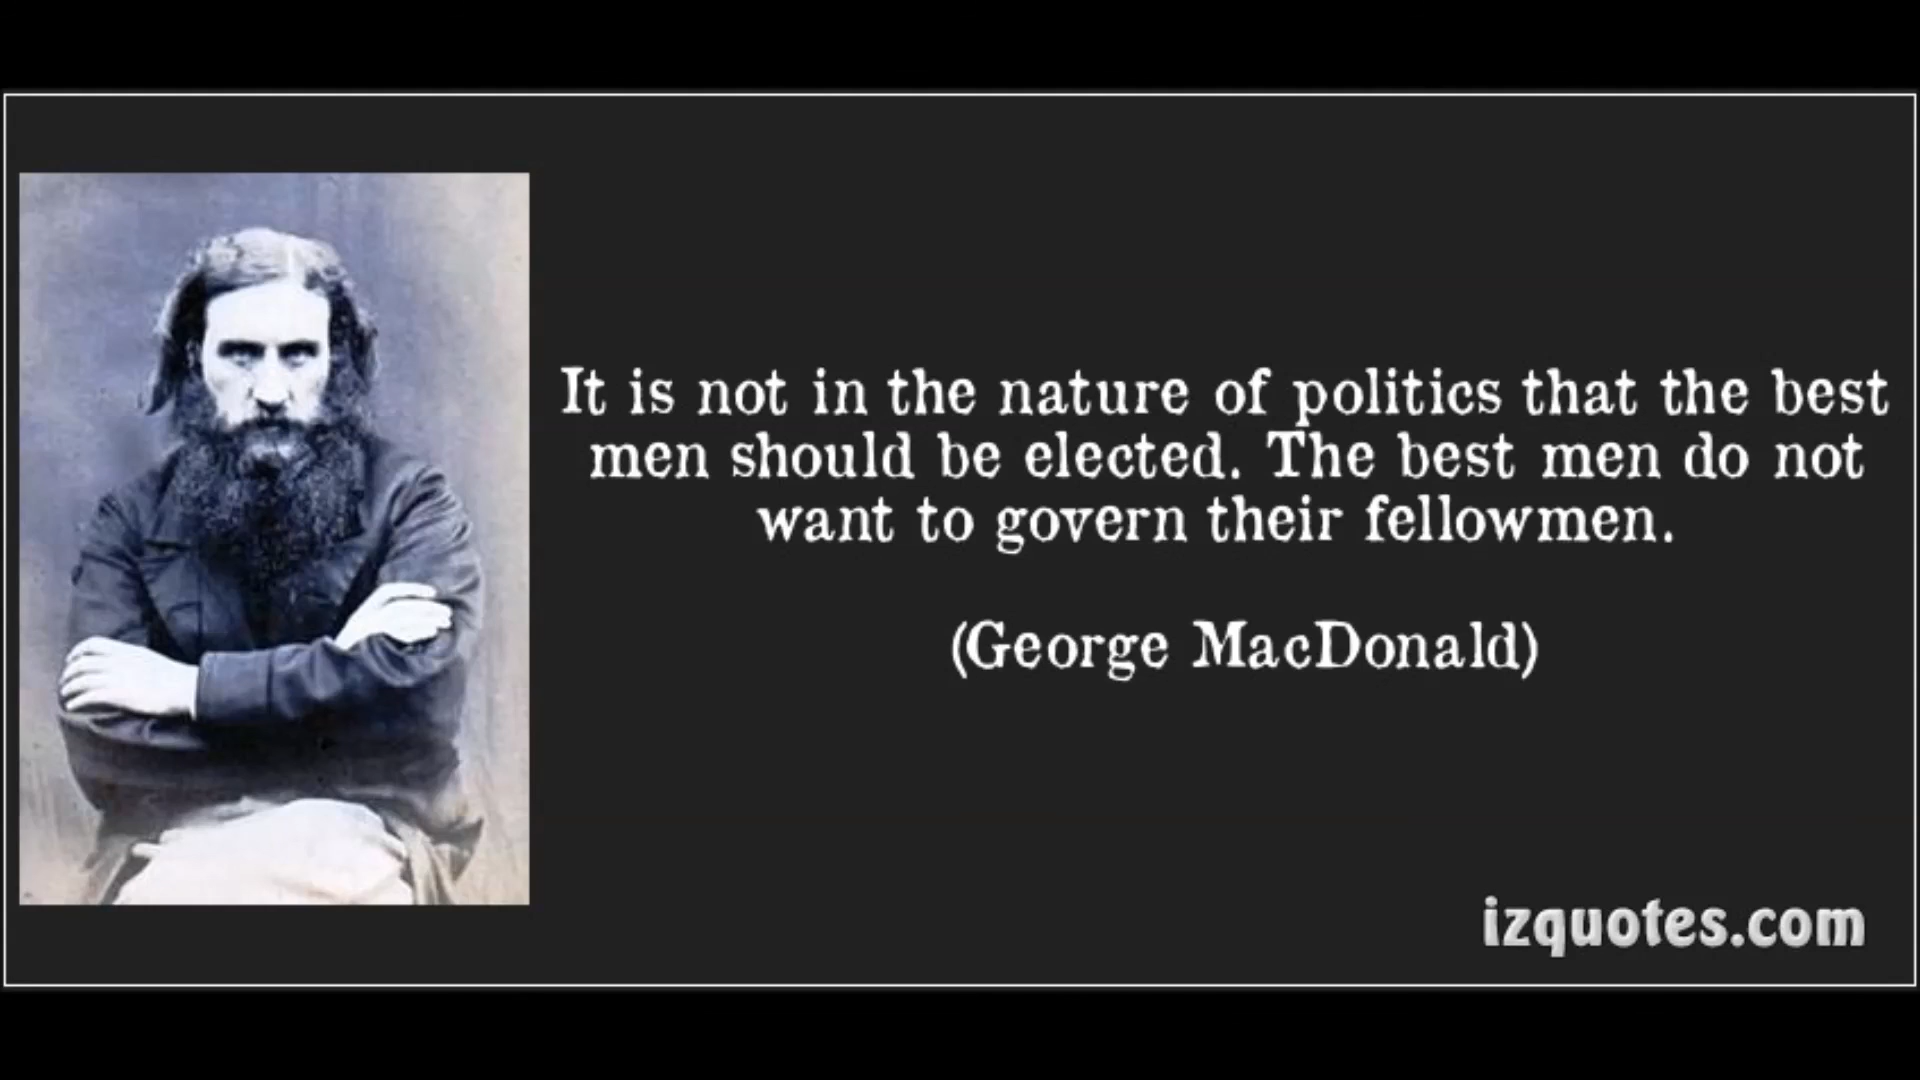 It is not in the nature of politics that the best
men should be elected. The best men do not
want to govern their fellowmen.
(George MacDonald)
izquotes.com